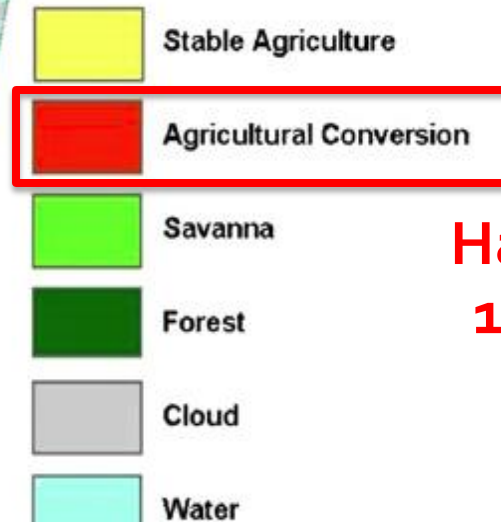 Stable Agriculture
Agricultural Conversion
Savanna
Forest
Cloud
Water